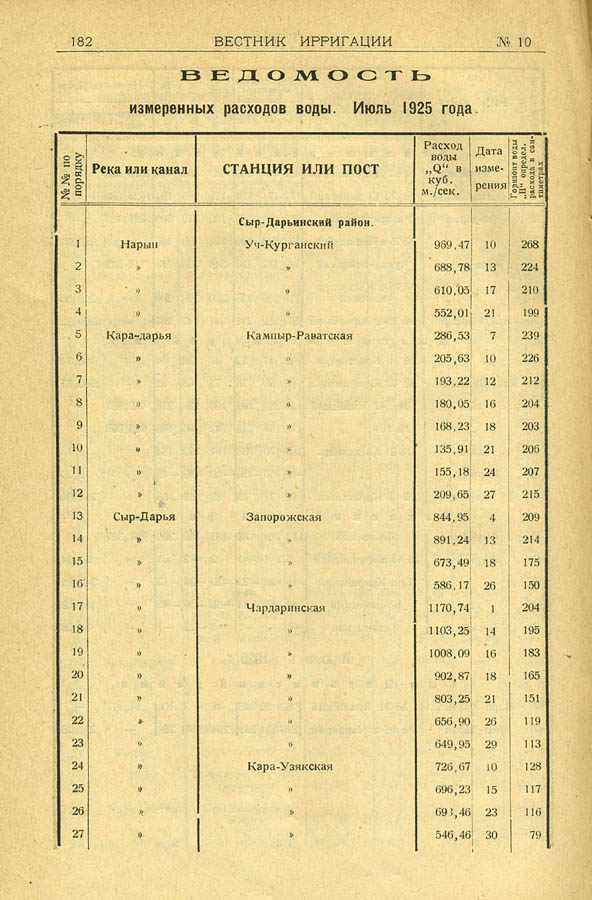 182 ВЕСТНИК ИРРИГАЦИИ № 10
ВЕДОМОСТЬ
измеренных расходов воды. Июль 1925 года.
№ № по порядку | Река или канал | СТАНЦИЯ ИЛИ ПОСТ | Расход воды „Q“ в куб. м./сек. | Дата изме-рения | Горизонт воды „Н“ определ. расхода в сан-тиметрах
Сыр-Дарьинский район.
1 Нарын Уч-Курганский 969,47 10 268
2 » » 688,78 13 224
3 » » 610,05 17 210
4 » » 552,01 21 199
5 Кара-дарья Кампыр-Раватская 286,53 7 239
6 » » 205,63 10 226
7 » » 193,22 12 212
8 » » 180,05 16 204
9 » » 168,23 18 203
10 » » 135,91 21 206
11 » » 155,18 24 207
12 » » 209,65 27 215
13 Сыр-Дарья Запорожская 844,95 4 209
14 » » 891,24 13 214
15 » » 673,49 18 175
16 » » 586,17 26 150
17 » Чардаринская 1170,74 1 204
18 » » 1103,25 14 195
19 » » 1008,09 16 183
20 » » 902,87 18 165
21 » » 803,25 21 151
22 » » 656,90 26 119
23 » » 649,95 29 113
24 » Кара-Узякская 726,67 10 128
25 » » 696,23 15 117
26 » » 23 116
27 » » 546,46 30 79